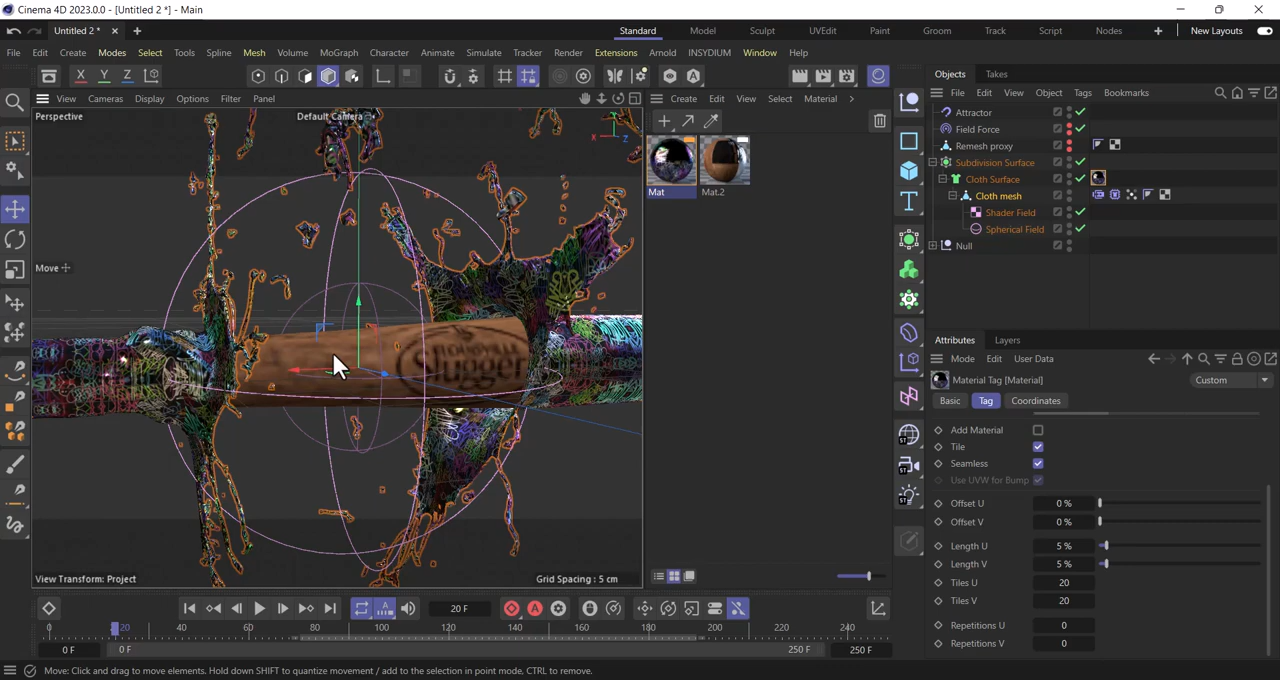 Cinema 4D 2023.0.0 - [Untitled 2 *] - Main
Untitled 2 *
Standard Model Sculpt UVEdit Paint Groom Track Script Nodes New Layouts
File Edit Create Modes Select Tools Spline Mesh Volume MoGraph Character Animate Simulate Tracker Render Extensions Arnold INSYDIUM Window Help
X Y Z
Objects Takes
View Cameras Display Options Filter Panel
Create Edit View Select Material
File Edit View Object Tags Bookmarks
Perspective
Default Camera
Z
Attractor
Field Force
Remesh proxy
Subdivision Surface
Cloth Surface
Cloth mesh
Shader Field
Spherical Field
Null
Mat
Mat.2
Move
Slugger
T
ST
ST
ST
Attributes Layers
Mode Edit User Data
Material Tag [Material]
Custom
Basic Tag Coordinates
Add Material
Tile
Seamless
Use UVW for Bump
Offset U 0 %
Offset V 0 %
Length U 5 %
Length V 5 %
Tiles U 20
Tiles V 20
Repetitions U 0
Repetitions V 0
View Transform: Project
Grid Spacing : 5 cm
20 F
A
A
0 20 40 60 80 100 120 140 160 180 200 220 240
0 F 0 F 250 F 250 F
Move: Click and drag to move elements. Hold down SHIFT to quantize movement / add to the selection in point mode, CTRL to remove.